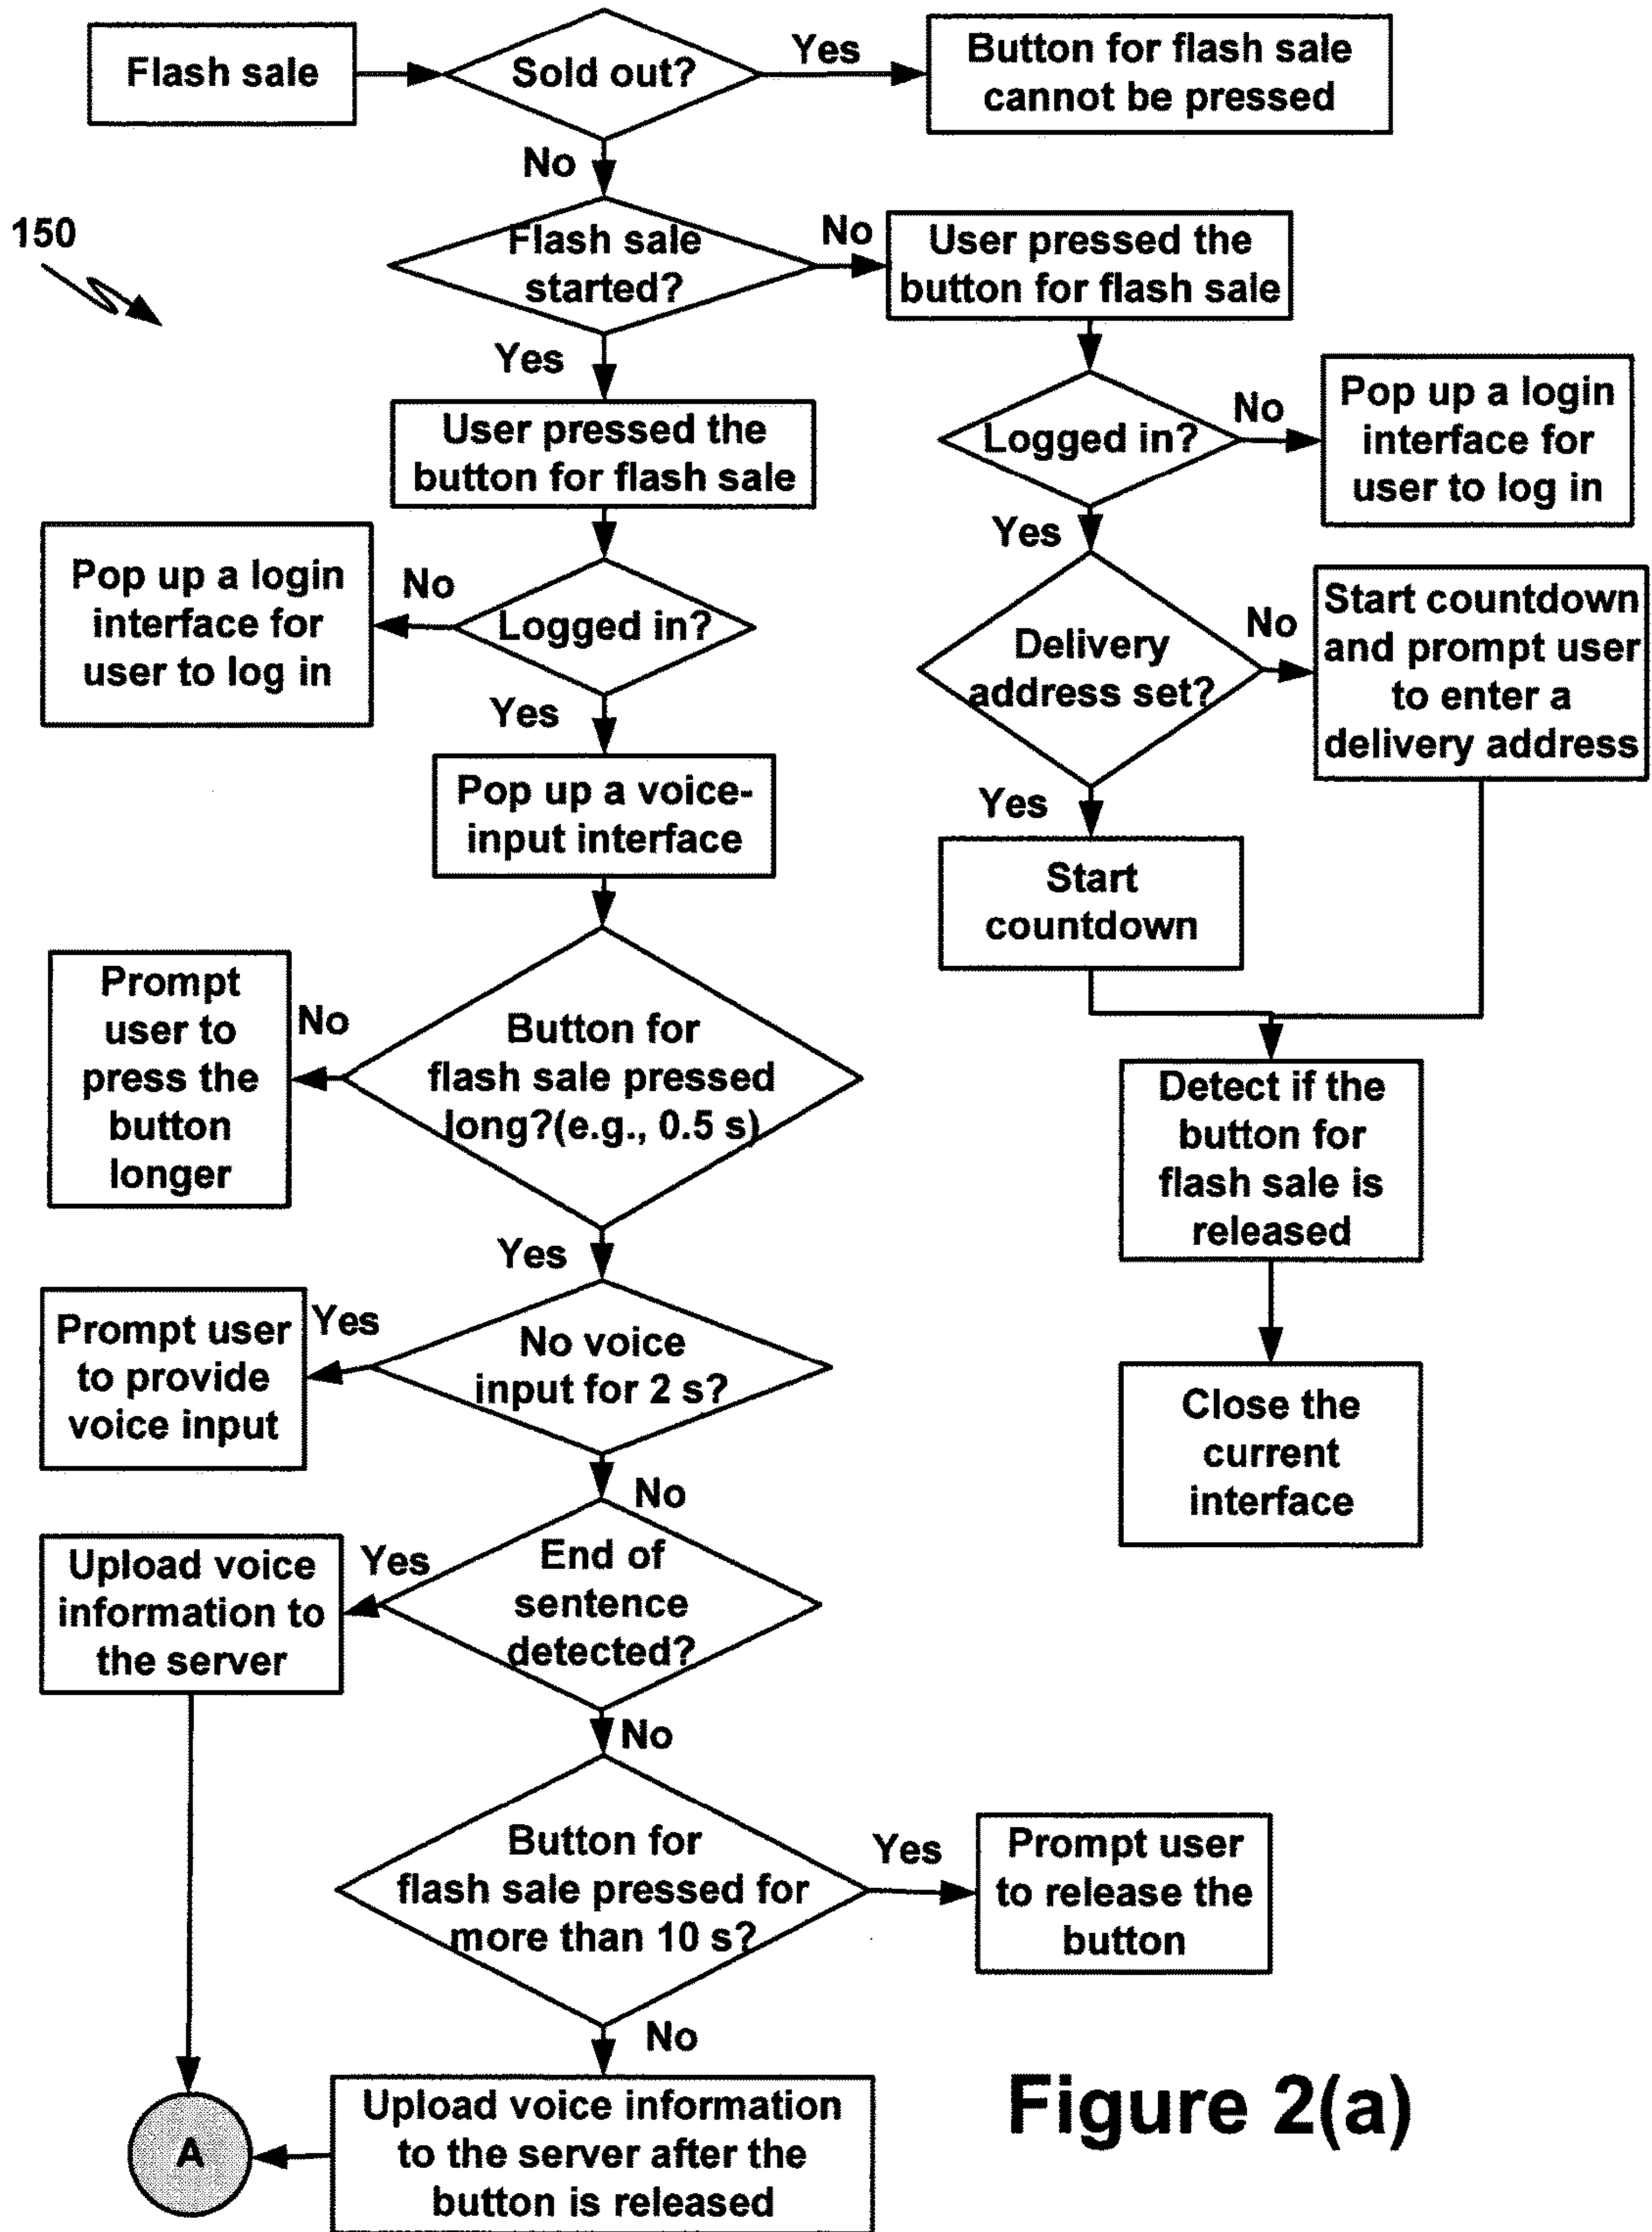 Flash sale
Sold out?
Yes
Button for flash sale
cannot be pressed
No
150
Flash sale
started?
No
User pressed the
button for flash sale
Yes
User pressed the
button for flash sale
Logged in?
No
Pop up a login
interface for
user to log in
Yes
Pop up a login
interface for
user to log in
No
Logged in?
Delivery
address set?
No
Start countdown
and prompt user
to enter a
delivery address
Yes
Pop up a voice-
input interface
Yes
Start
countdown
Prompt
user to
press the
button
longer
No
Button for
flash sale pressed
long?(e.g., 0.5 s)
Detect if the
button for
flash sale is
released
Yes
Prompt user
to provide
voice input
Yes
No voice
input for 2 s?
Close the
current
interface
No
Upload voice
information to
the server
Yes
End of
sentence
detected?
No
Button for
flash sale pressed for
more than 10 s?
Yes
Prompt user
to release the
button
No
A
Upload voice information
to the server after the
button is released
Figure 2(a)